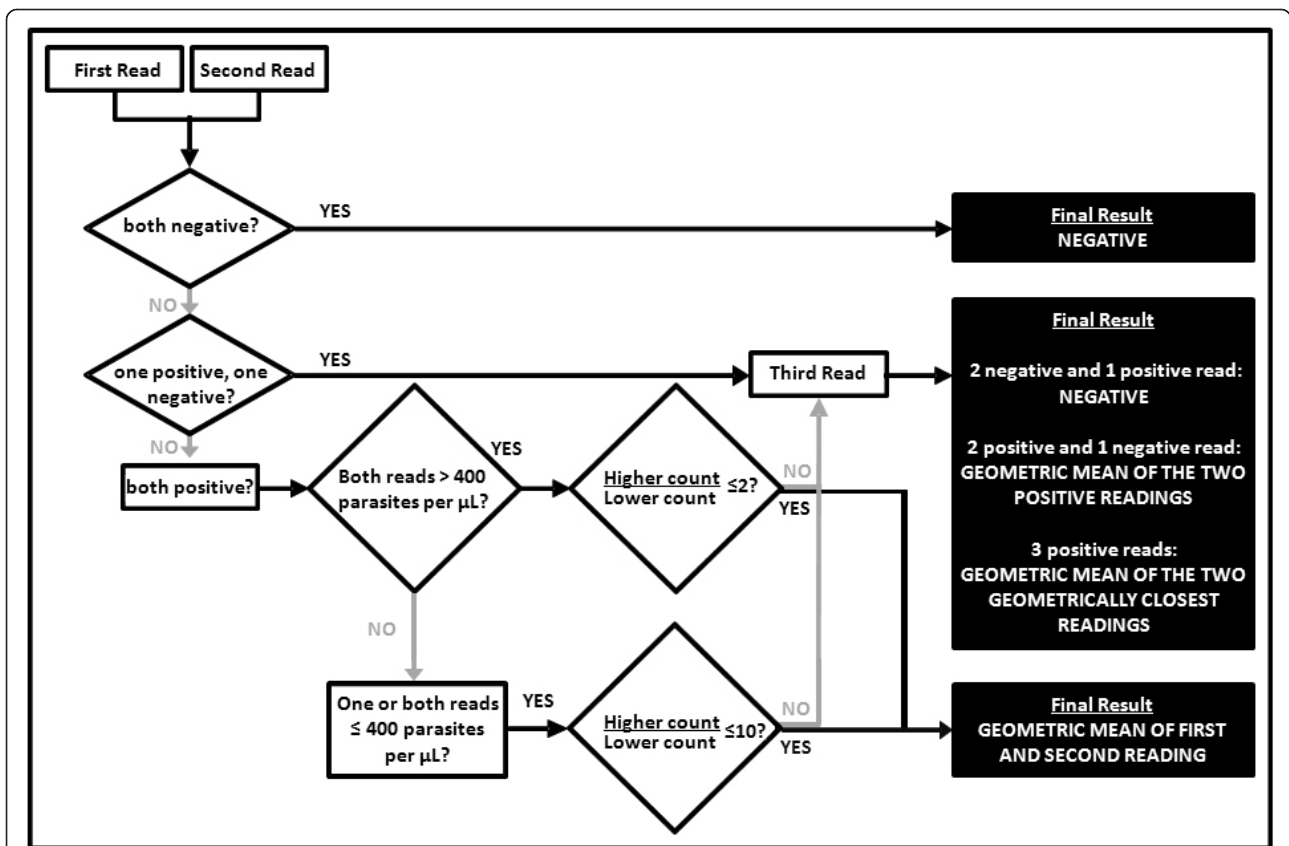 First Read
Second Read
both negative?
YES
Final Result
NEGATIVE
NO
one positive, one
negative?
YES
Third Read
Final Result
2 negative and 1 positive read:
NEGATIVE
2 positive and 1 negative read:
GEOMETRIC MEAN OF THE TWO
POSITIVE READINGS
3 positive reads:
GEOMETRIC MEAN OF THE TWO
GEOMETRICALLY CLOSEST
READINGS
NO
both positive?
Both reads > 400
parasites per µL?
YES
Higher count
Lower count
≤2?
NO
YES
NO
One or both reads
≤ 400 parasites
per µL?
YES
Higher count
Lower count
≤10?
NO
YES
Final Result
GEOMETRIC MEAN OF FIRST
AND SECOND READING